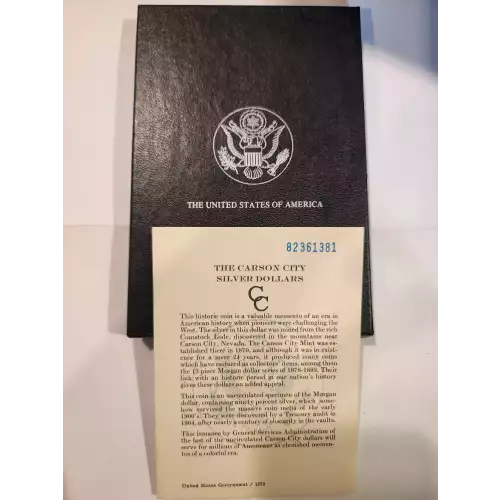 THE UNITED STATES OF AMERICA
82361381
THE CARSON CITY
SILVER DOLLARS
CC
This historic coin is a valuable memento of an era in
American history when pioneers were challenging the
West. The silver in this dollar was mined from the rich
Comstock Lode, discovered in the mountains near
Carson City, Nevada. The Carson City Mint was es-
tablished there in 1870, and although it was in exist-
ence for a mere 24 years, it produced many coins
which have endured as collectors' items, among them
the 13-piece Morgan dollar series of 1878-1893. Their
link with an historic period in our nation's history
gives these dollars an added appeal.
This coin is an uncirculated specimen of the Morgan
dollar, containing ninety percent silver, which some-
how survived the massive coin melts of the early
1900's. They were discovered by a Treasury audit in
1964, after nearly a century of obscurity in the vaults.
This issuance by General Services Administration of
the last of the uncirculated Carson City dollars will
serve for millions of Americans as cherished memen-
tos of a colorful era.
United States Government /